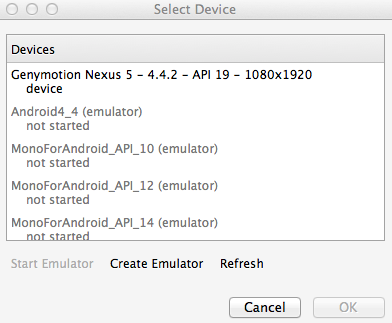 Select Device
Devices
Genymotion Nexus 5 - 4.4.2 - API 19 - 1080x1920
device
Android4_4 (emulator)
not started
MonoForAndroid_API_10 (emulator)
not started
MonoForAndroid_API_12 (emulator)
not started
MonoForAndroid_API_14 (emulator)
not started
Start Emulator Create Emulator Refresh
Cancel OK